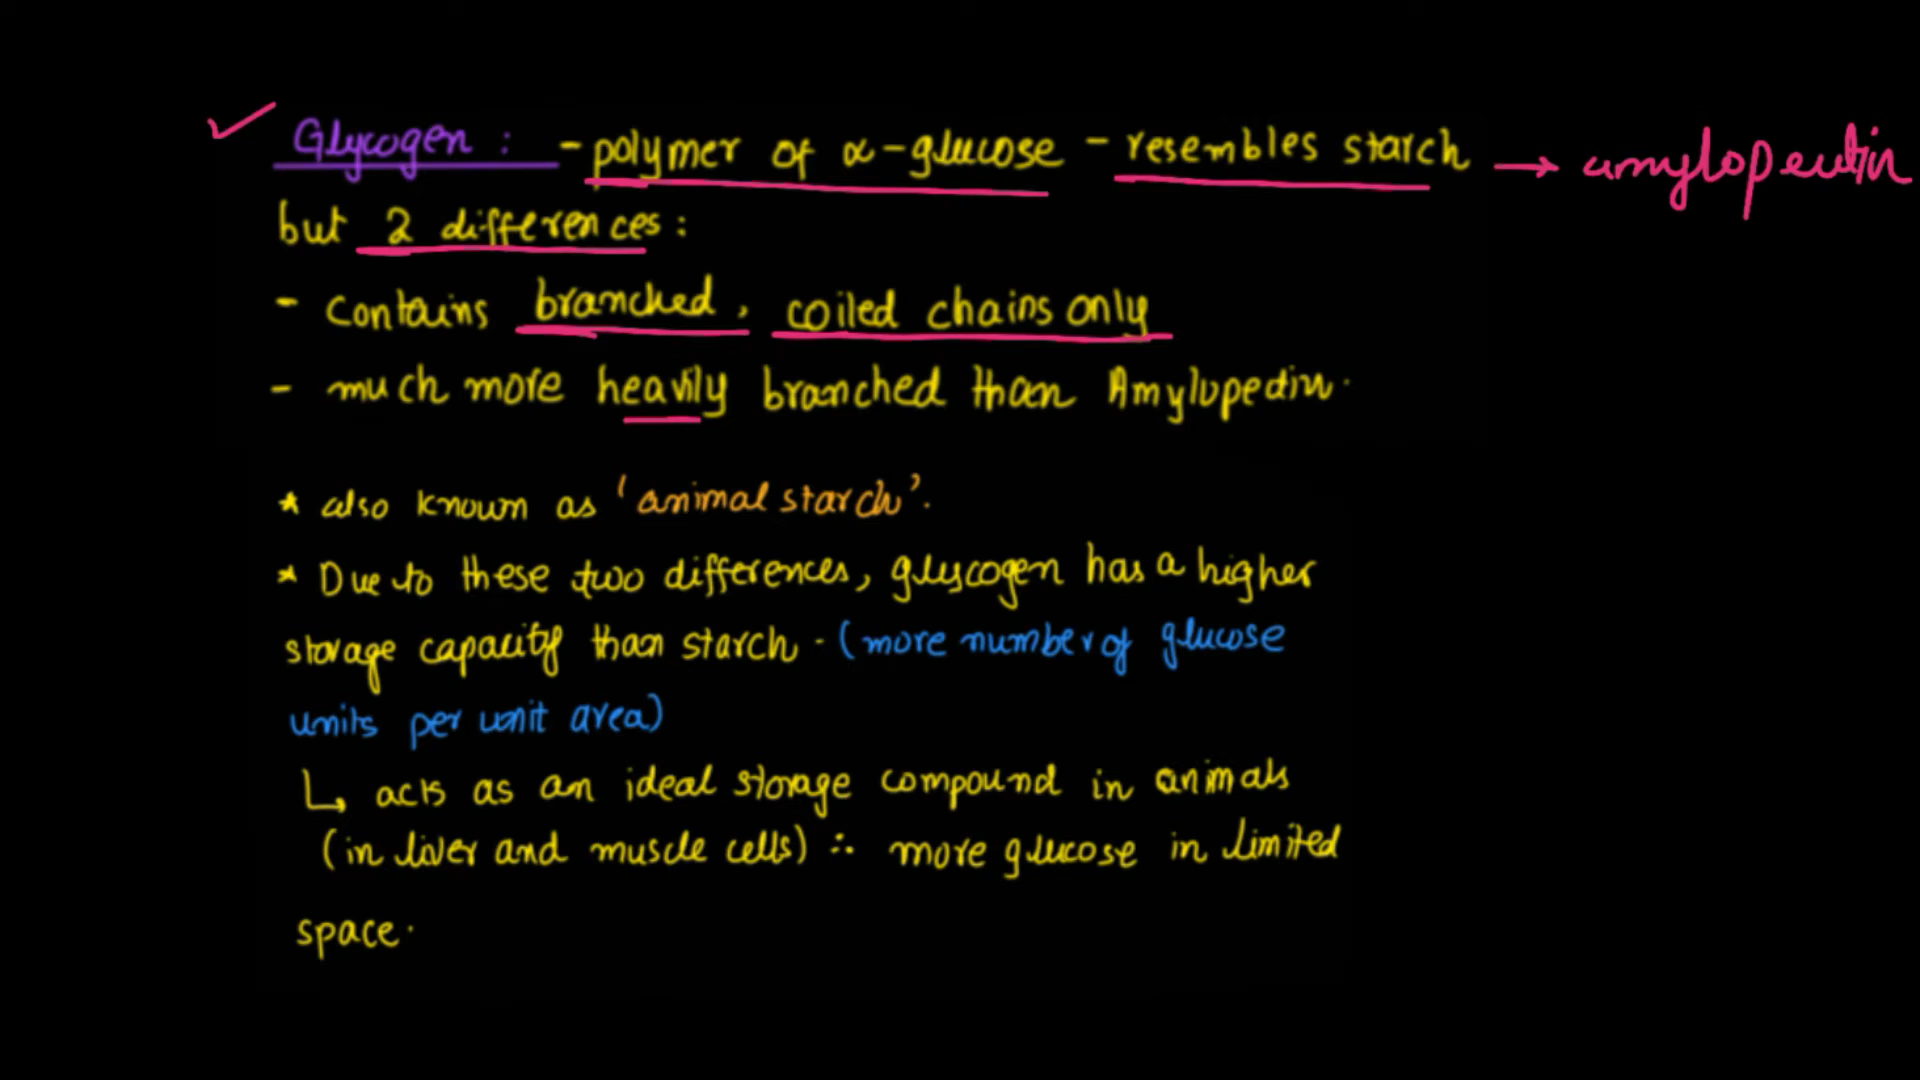 Glycogen : - polymer of α-glucose - resembles starch → amylopectin
but 2 differences :
- contains branched, coiled chains only
- much more heavily branched than Amylopectin.
* also known as 'animal starch'.
* Due to these two differences, glycogen has a higher
storage capacity than starch. (more number of glucose
units per unit area)
↳ acts as an ideal storage compound in animals
(in liver and muscle cells) ∴ more glucose in limited
space.